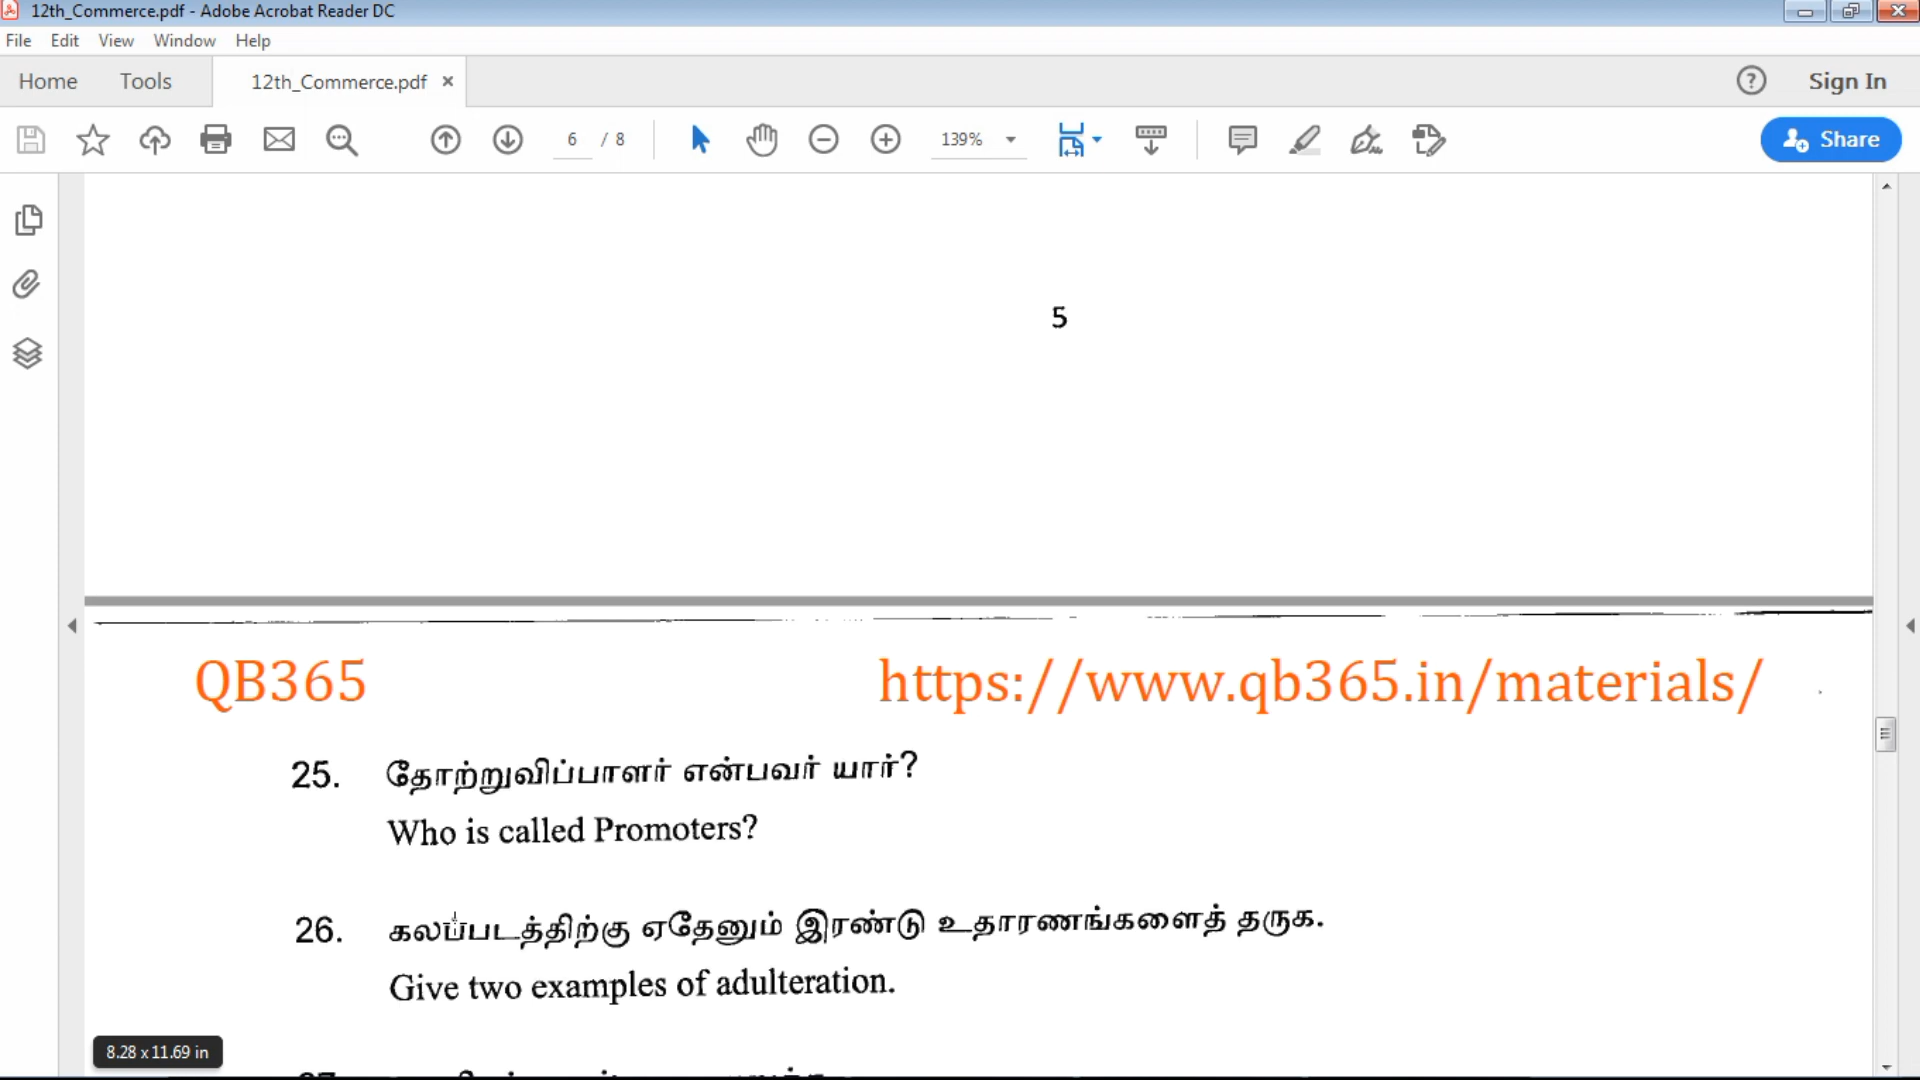 12th_Commerce.pdf - Adobe Acrobat Reader DC
File Edit View Window Help
Home Tools 12th_Commerce.pdf × ? Sign In
6 / 8 139% Share
5
QB365 https://www.qb365.in/materials/
25. தோற்றுவிப்பாளர் என்பவர் யார்?
Who is called Promoters?
26. கலப்படத்திற்கு ஏதேனும் இரண்டு உதாரணங்களைத் தருக.
Give two examples of adulteration.
8.28 x 11.69 in